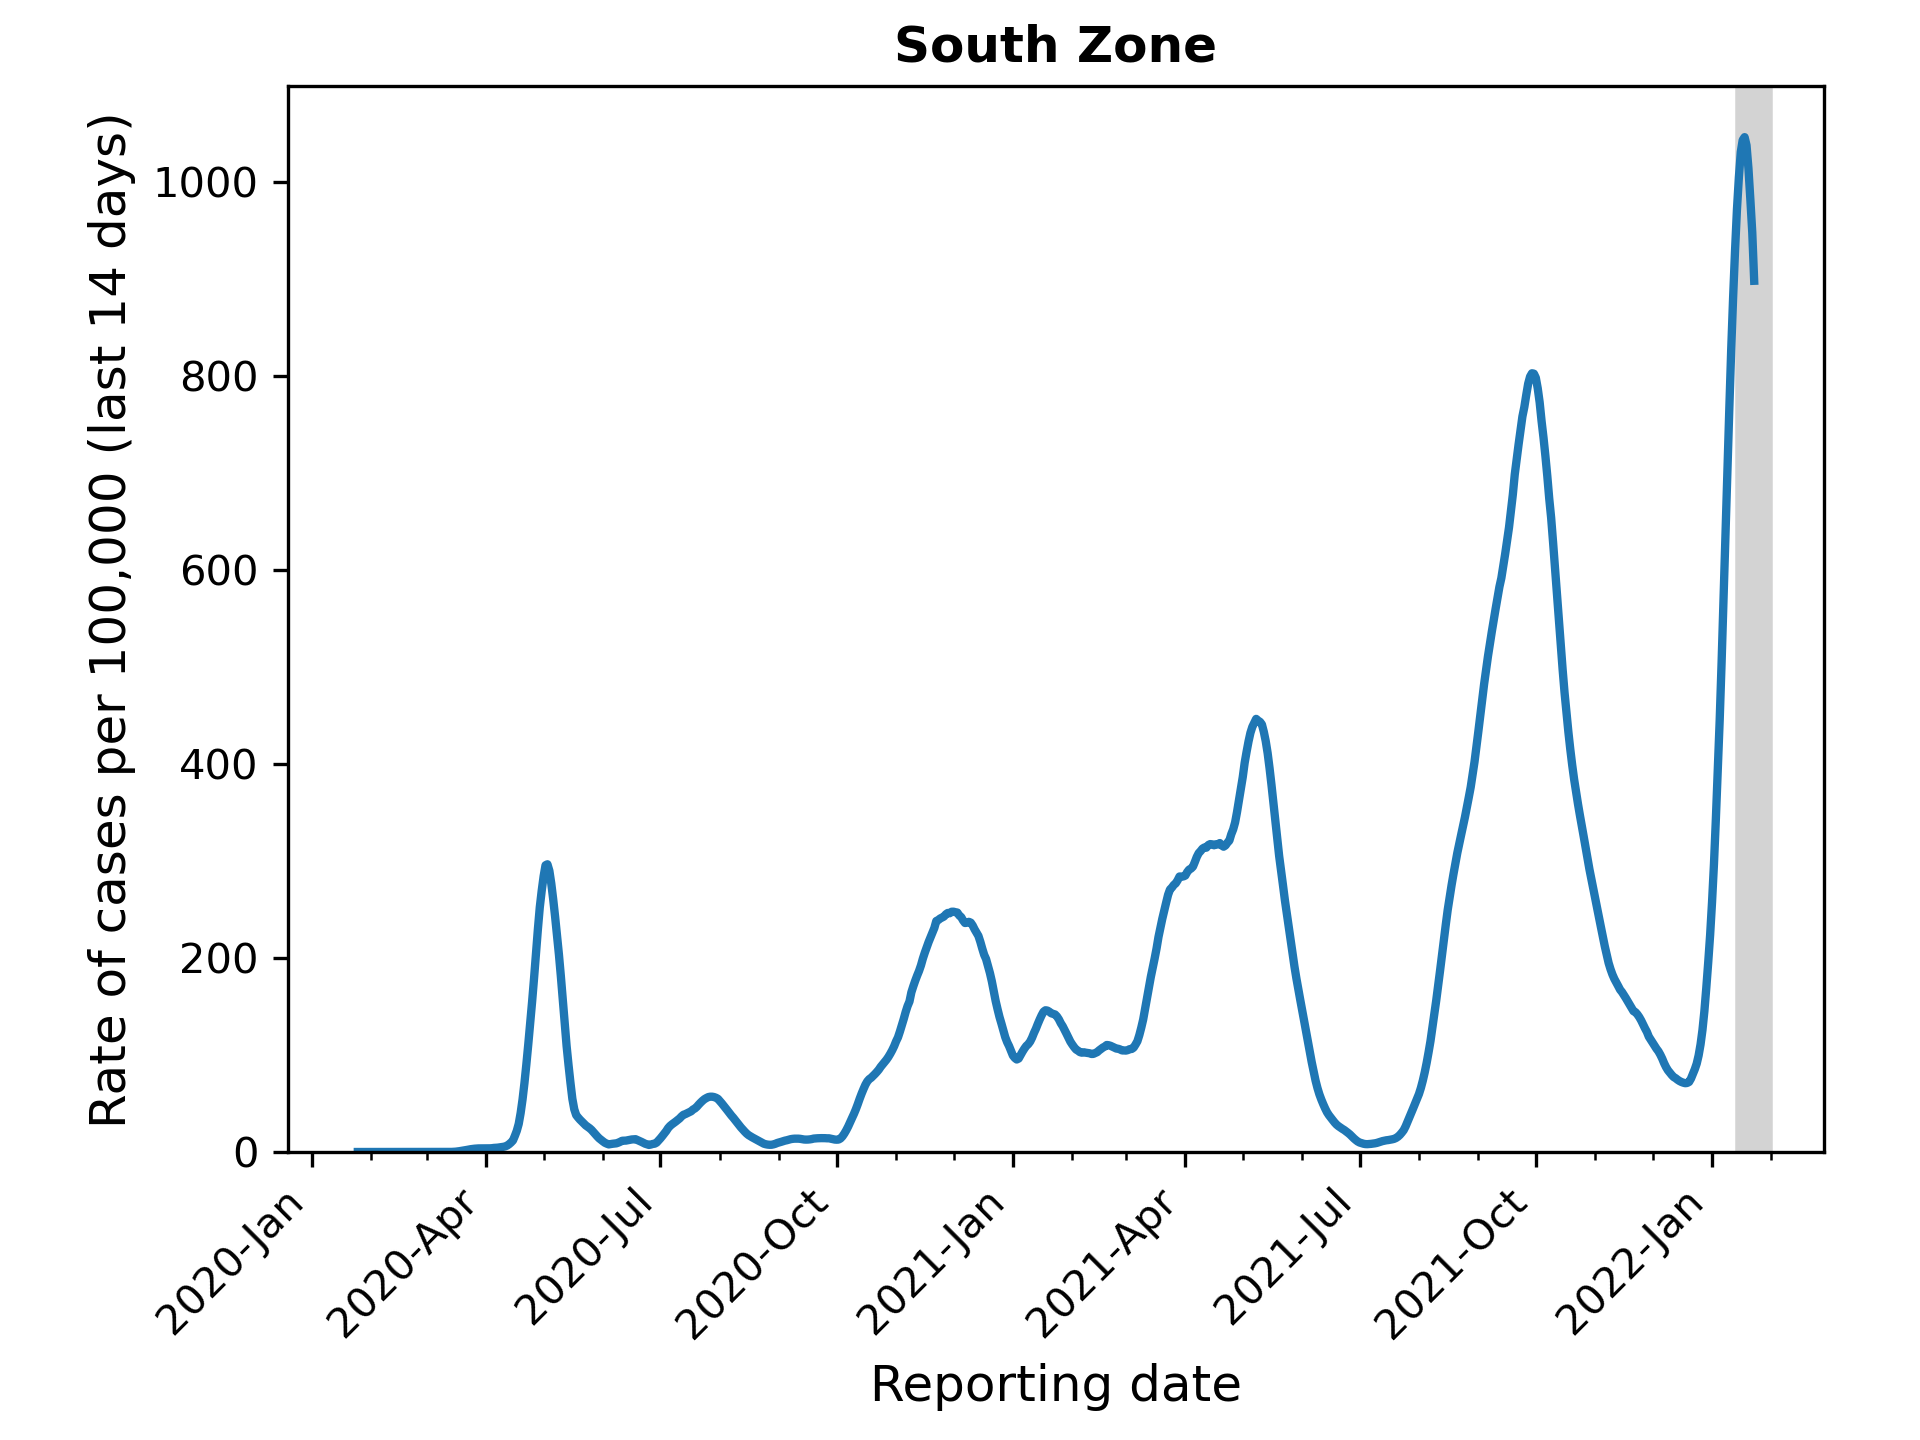 South Zone
Rate of cases per 100,000 (last 14 days)
1000
800
600
400
200
0
2020-Jan
2020-Apr
2020-Jul
2020-Oct
2021-Jan
2021-Apr
2021-Jul
2021-Oct
2022-Jan
Reporting date